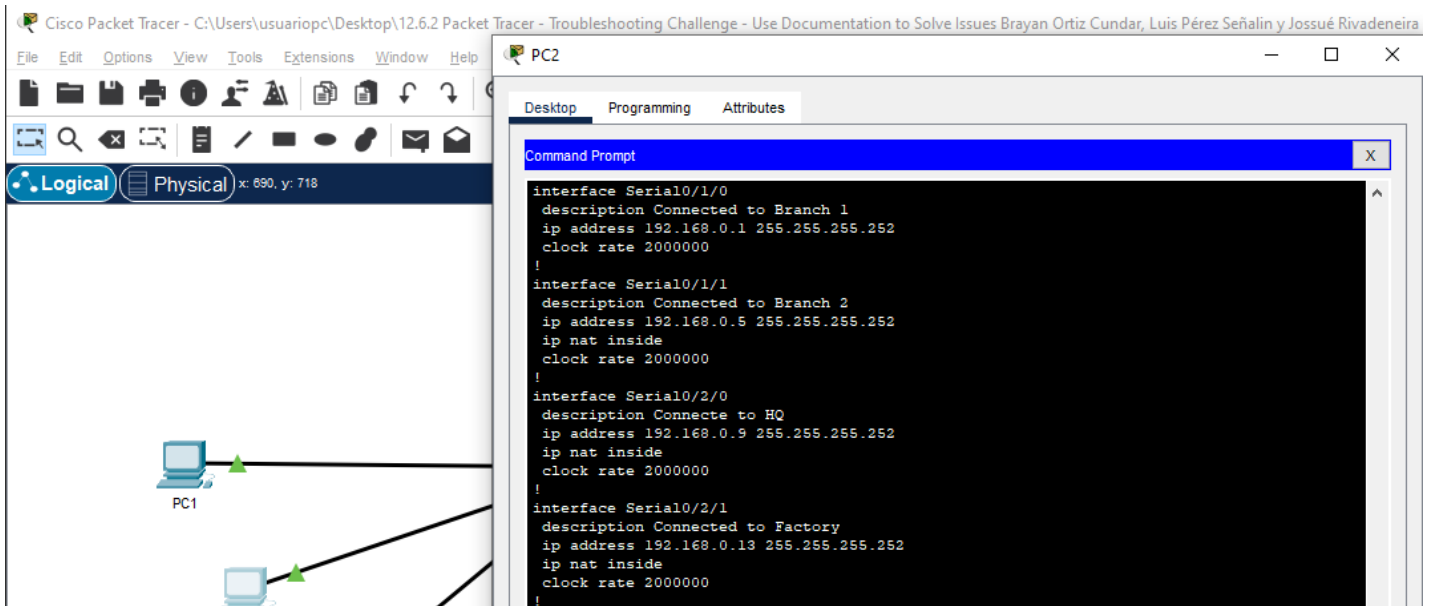 Cisco Packet Tracer - C:\Users\usuariopc\Desktop\12.6.2 Packet Tracer - Troubleshooting Challenge - Use Documentation to Solve Issues Brayan Ortiz Cundar, Luis Pérez Señalin y Jossué Rivadeneira
File Edit Options View Tools Extensions Window Help
PC2
Desktop Programming Attributes
Command Prompt
X
Logical
Physical
x: 690, y: 718
interface Serial0/1/0
description Connected to Branch 1
ip address 192.168.0.1 255.255.255.252
clock rate 2000000
!
interface Serial0/1/1
description Connected to Branch 2
ip address 192.168.0.5 255.255.255.252
ip nat inside
clock rate 2000000
!
interface Serial0/2/0
description Connecte to HQ
ip address 192.168.0.9 255.255.255.252
ip nat inside
clock rate 2000000
!
interface Serial0/2/1
description Connected to Factory
ip address 192.168.0.13 255.255.255.252
ip nat inside
clock rate 2000000
!
PC1